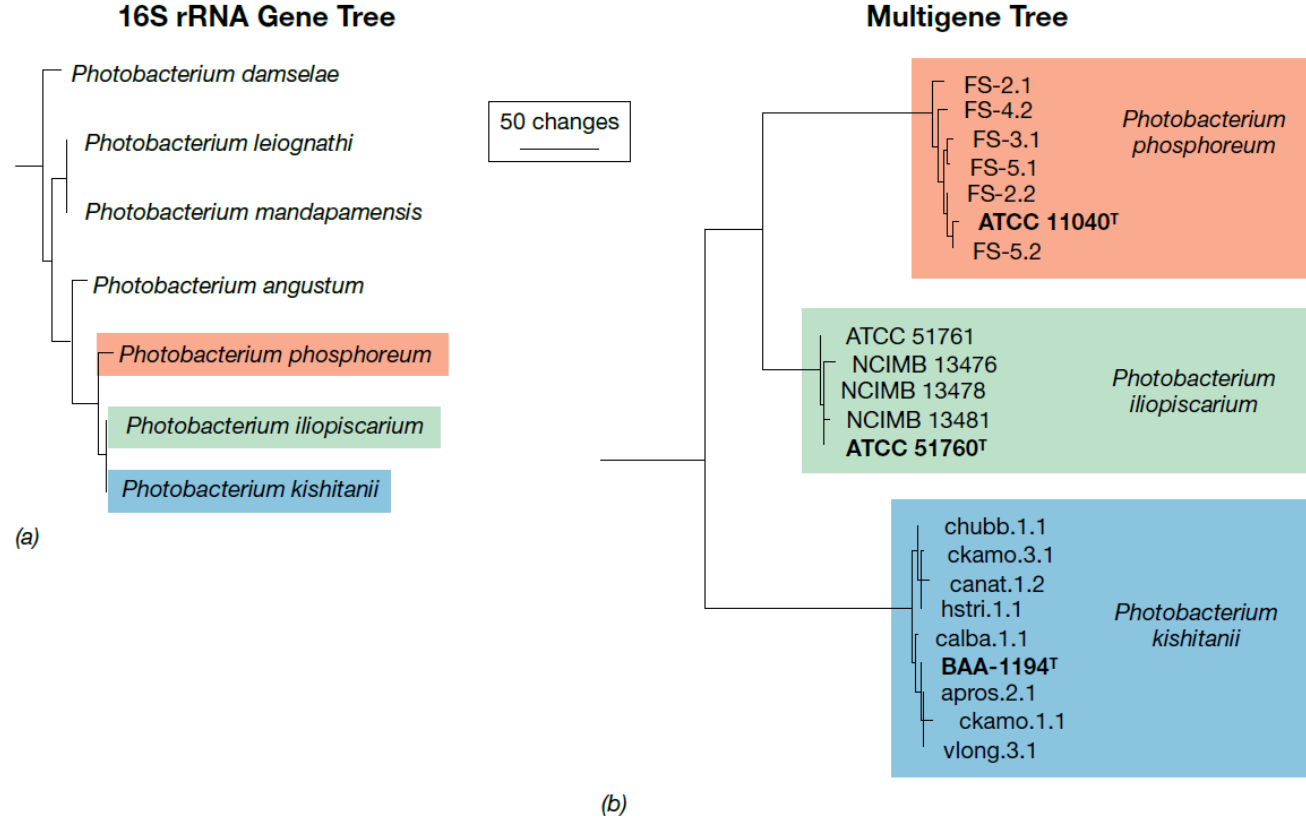 16S rRNA Gene Tree
Photobacterium damselae
Photobacterium leiognathi
Photobacterium mandapamensis
Photobacterium angustum
Photobacterium phosphoreum
Photobacterium iliopiscarium
Photobacterium kishitanii
(a)
50 changes
Multigene Tree
FS-2.1
FS-4.2
FS-3.1
FS-5.1
FS-2.2
ATCC 11040ᵀ
FS-5.2
Photobacterium
phosphoreum
ATCC 51761
NCIMB 13476
NCIMB 13478
NCIMB 13481
ATCC 51760ᵀ
Photobacterium
iliopiscarium
chubb.1.1
ckamo.3.1
canat.1.2
hstri.1.1
calba.1.1
BAA-1194ᵀ
apros.2.1
ckamo.1.1
vlong.3.1
Photobacterium
kishitanii
(b)